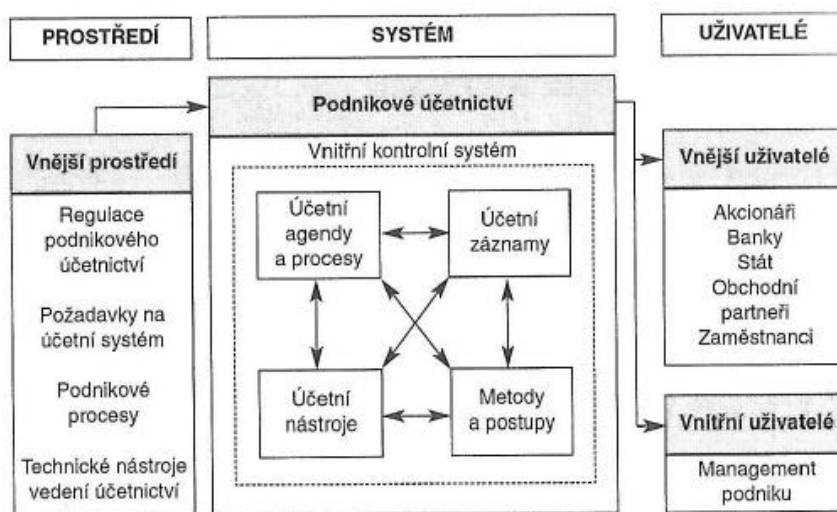 PROSTŘEDÍ
SYSTÉM
UŽIVATELÉ
Podnikové účetnictví
Vnější prostředí
Regulace
podnikového
účetnictví
Požadavky na
účetní systém
Podnikové
procesy
Technické nástroje
vedení účetnictví
Vnitřní kontrolní systém
Účetní
agendy
a procesy
Účetní
záznamy
Účetní
nástroje
Metody
a postupy
Vnější uživatelé
Akcionáři
Banky
Stát
Obchodní
partneři
Zaměstnanci
Vnitřní uživatelé
Management
podniku